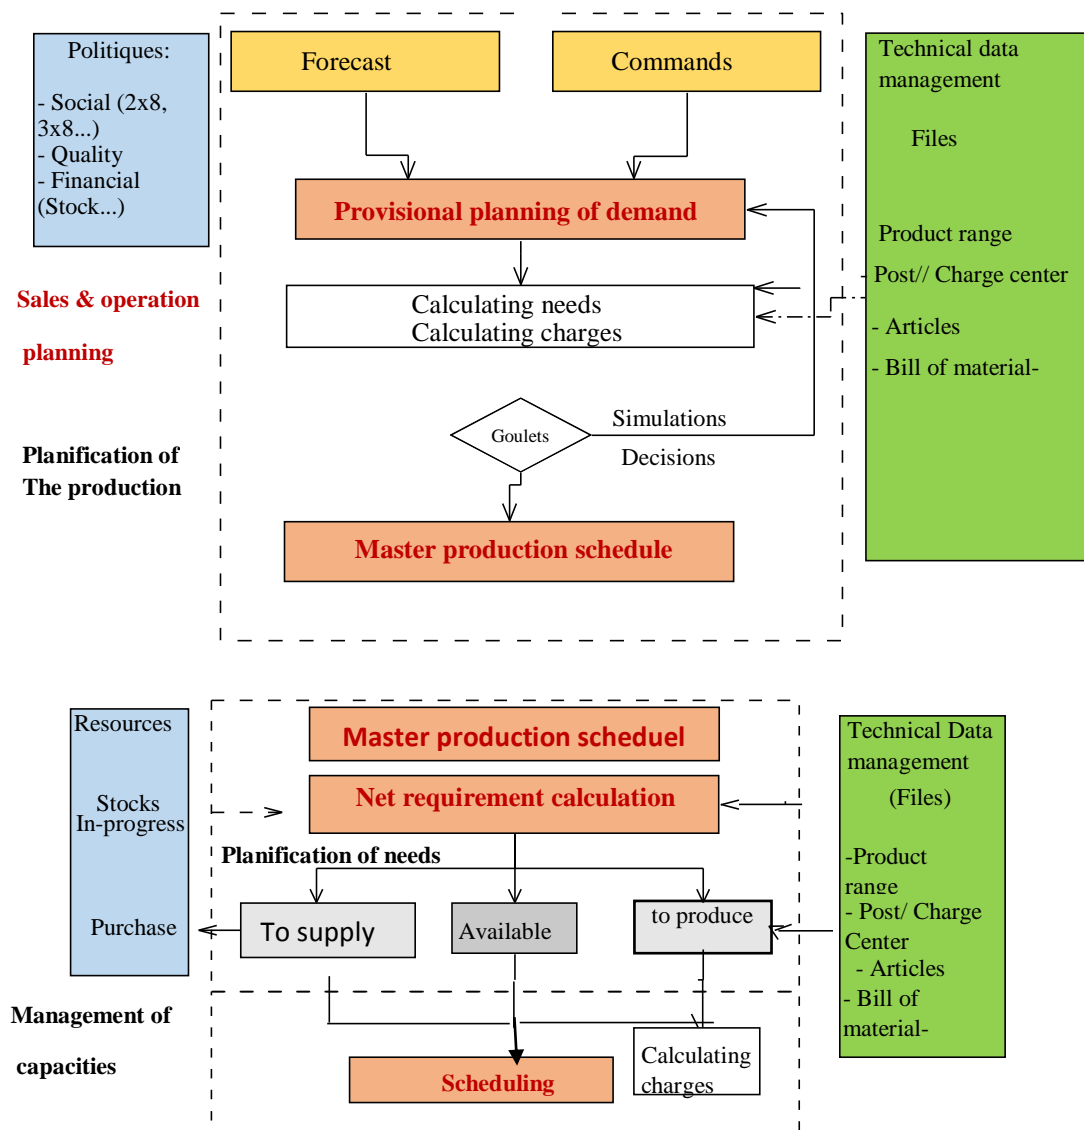 Politiques:
- Social (2x8,
3x8...)
- Quality
- Financial
(Stock...)
Forecast
Commands
Technical data
management
Files
Product range
Post// Charge center
- Articles
- Bill of material-
Provisional planning of demand
Sales & operation
planning
Calculating needs
Calculating charges
Planification of
The production
Goulets
Simulations
Decisions
Master production schedule
Resources
Stocks
In-progress
Purchase
Master production scheduel
Net requirement calculation
Planification of needs
To supply
Available
to produce
Technical Data
management
(Files)
-Product
range
- Post/ Charge
Center
- Articles
- Bill of
material-
Management of
capacities
Scheduling
Calculating
charges